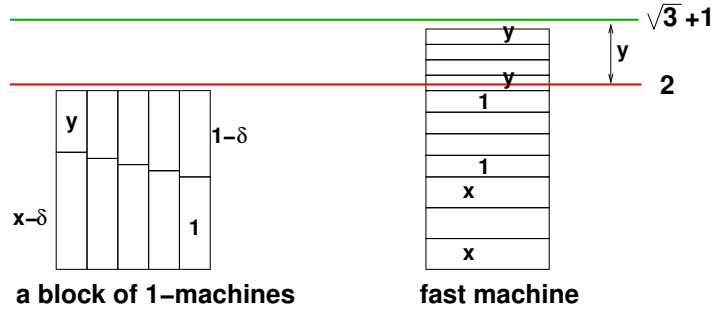 √3 +1
y
y
y
2
1
y
1−δ
1
x
x−δ
1
x
a block of 1−machines
fast machine